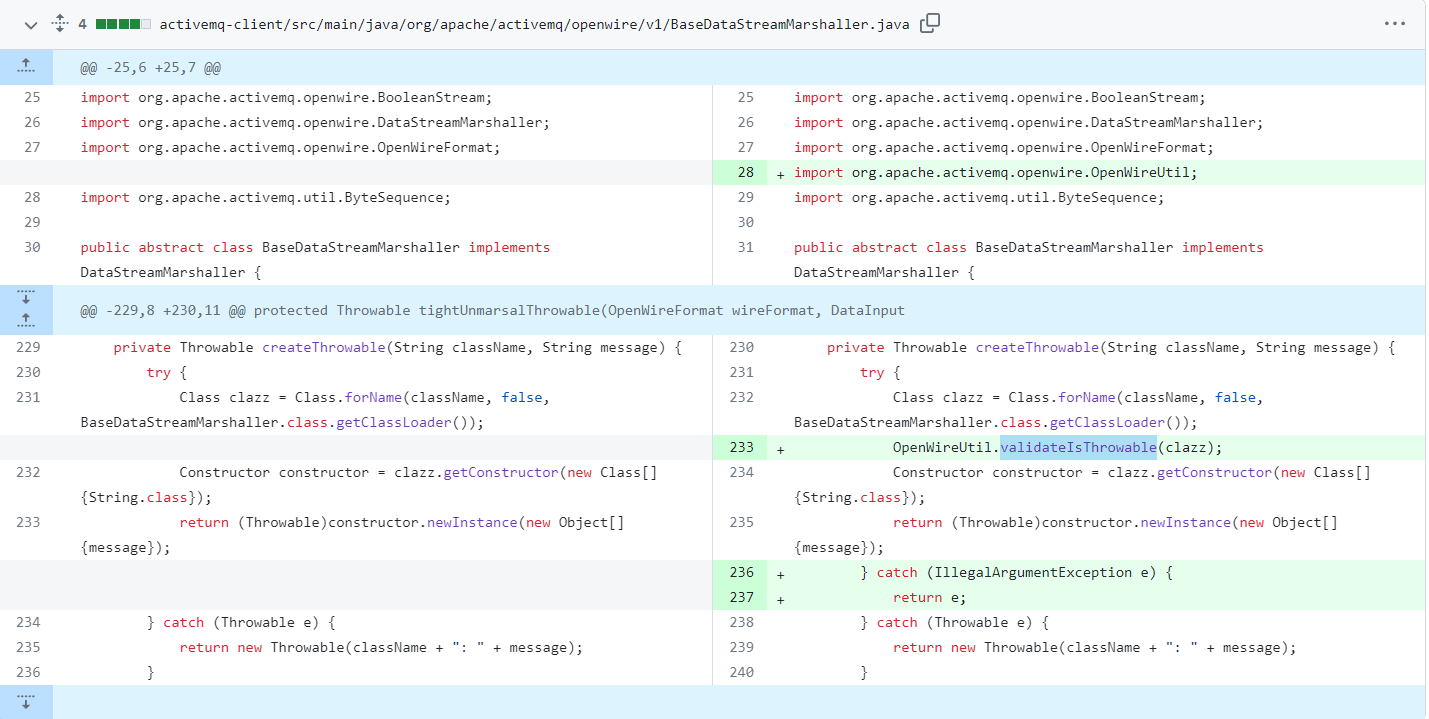 4 activemq-client/src/main/java/org/apache/activemq/openwire/v1/BaseDataStreamMarshaller.java
@@ -25,6 +25,7 @@
25 import org.apache.activemq.openwire.BooleanStream; 25 import org.apache.activemq.openwire.BooleanStream;
26 import org.apache.activemq.openwire.DataStreamMarshaller; 26 import org.apache.activemq.openwire.DataStreamMarshaller;
27 import org.apache.activemq.openwire.OpenWireFormat; 27 import org.apache.activemq.openwire.OpenWireFormat;
28 + import org.apache.activemq.openwire.OpenWireUtil;
28 import org.apache.activemq.util.ByteSequence; 29 import org.apache.activemq.util.ByteSequence;
29 30
30 public abstract class BaseDataStreamMarshaller implements 31 public abstract class BaseDataStreamMarshaller implements
DataStreamMarshaller { DataStreamMarshaller {
@@ -229,8 +230,11 @@ protected Throwable tightUnmarsalThrowable(OpenWireFormat wireFormat, DataInput
229 private Throwable createThrowable(String className, String message) { 230 private Throwable createThrowable(String className, String message) {
230 try { 231 try {
231 Class clazz = Class.forName(className, false, 232 Class clazz = Class.forName(className, false,
BaseDataStreamMarshaller.class.getClassLoader()); BaseDataStreamMarshaller.class.getClassLoader());
233 + OpenWireUtil.validateIsThrowable(clazz);
232 Constructor constructor = clazz.getConstructor(new Class[] 234 Constructor constructor = clazz.getConstructor(new Class[]
{String.class}); {String.class});
233 return (Throwable)constructor.newInstance(new Object[] 235 return (Throwable)constructor.newInstance(new Object[]
{message}); {message});
236 + } catch (IllegalArgumentException e) {
237 + return e;
234 } catch (Throwable e) { 238 } catch (Throwable e) {
235 return new Throwable(className + ": " + message); 239 return new Throwable(className + ": " + message);
236 } 240 }